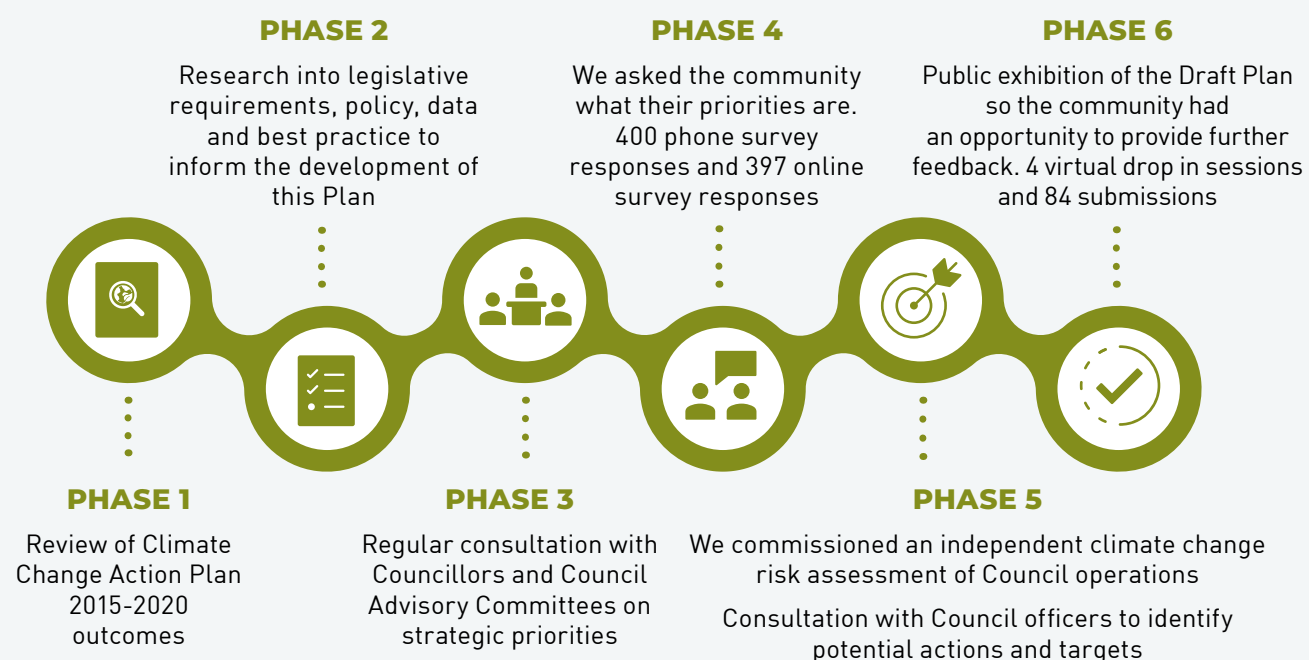 PHASE 2
Research into legislative
requirements, policy, data
and best practice to
inform the development of
this Plan
PHASE 4
We asked the community
what their priorities are.
400 phone survey
responses and 397 online
survey responses
PHASE 6
Public exhibition of the Draft Plan
so the community had
an opportunity to provide further
feedback. 4 virtual drop in sessions
and 84 submissions
PHASE 1
Review of Climate
Change Action Plan
2015-2020
outcomes
PHASE 3
Regular consultation with
Councillors and Council
Advisory Committees on
strategic priorities
PHASE 5
We commissioned an independent climate change
risk assessment of Council operations
Consultation with Council officers to identify
potential actions and targets